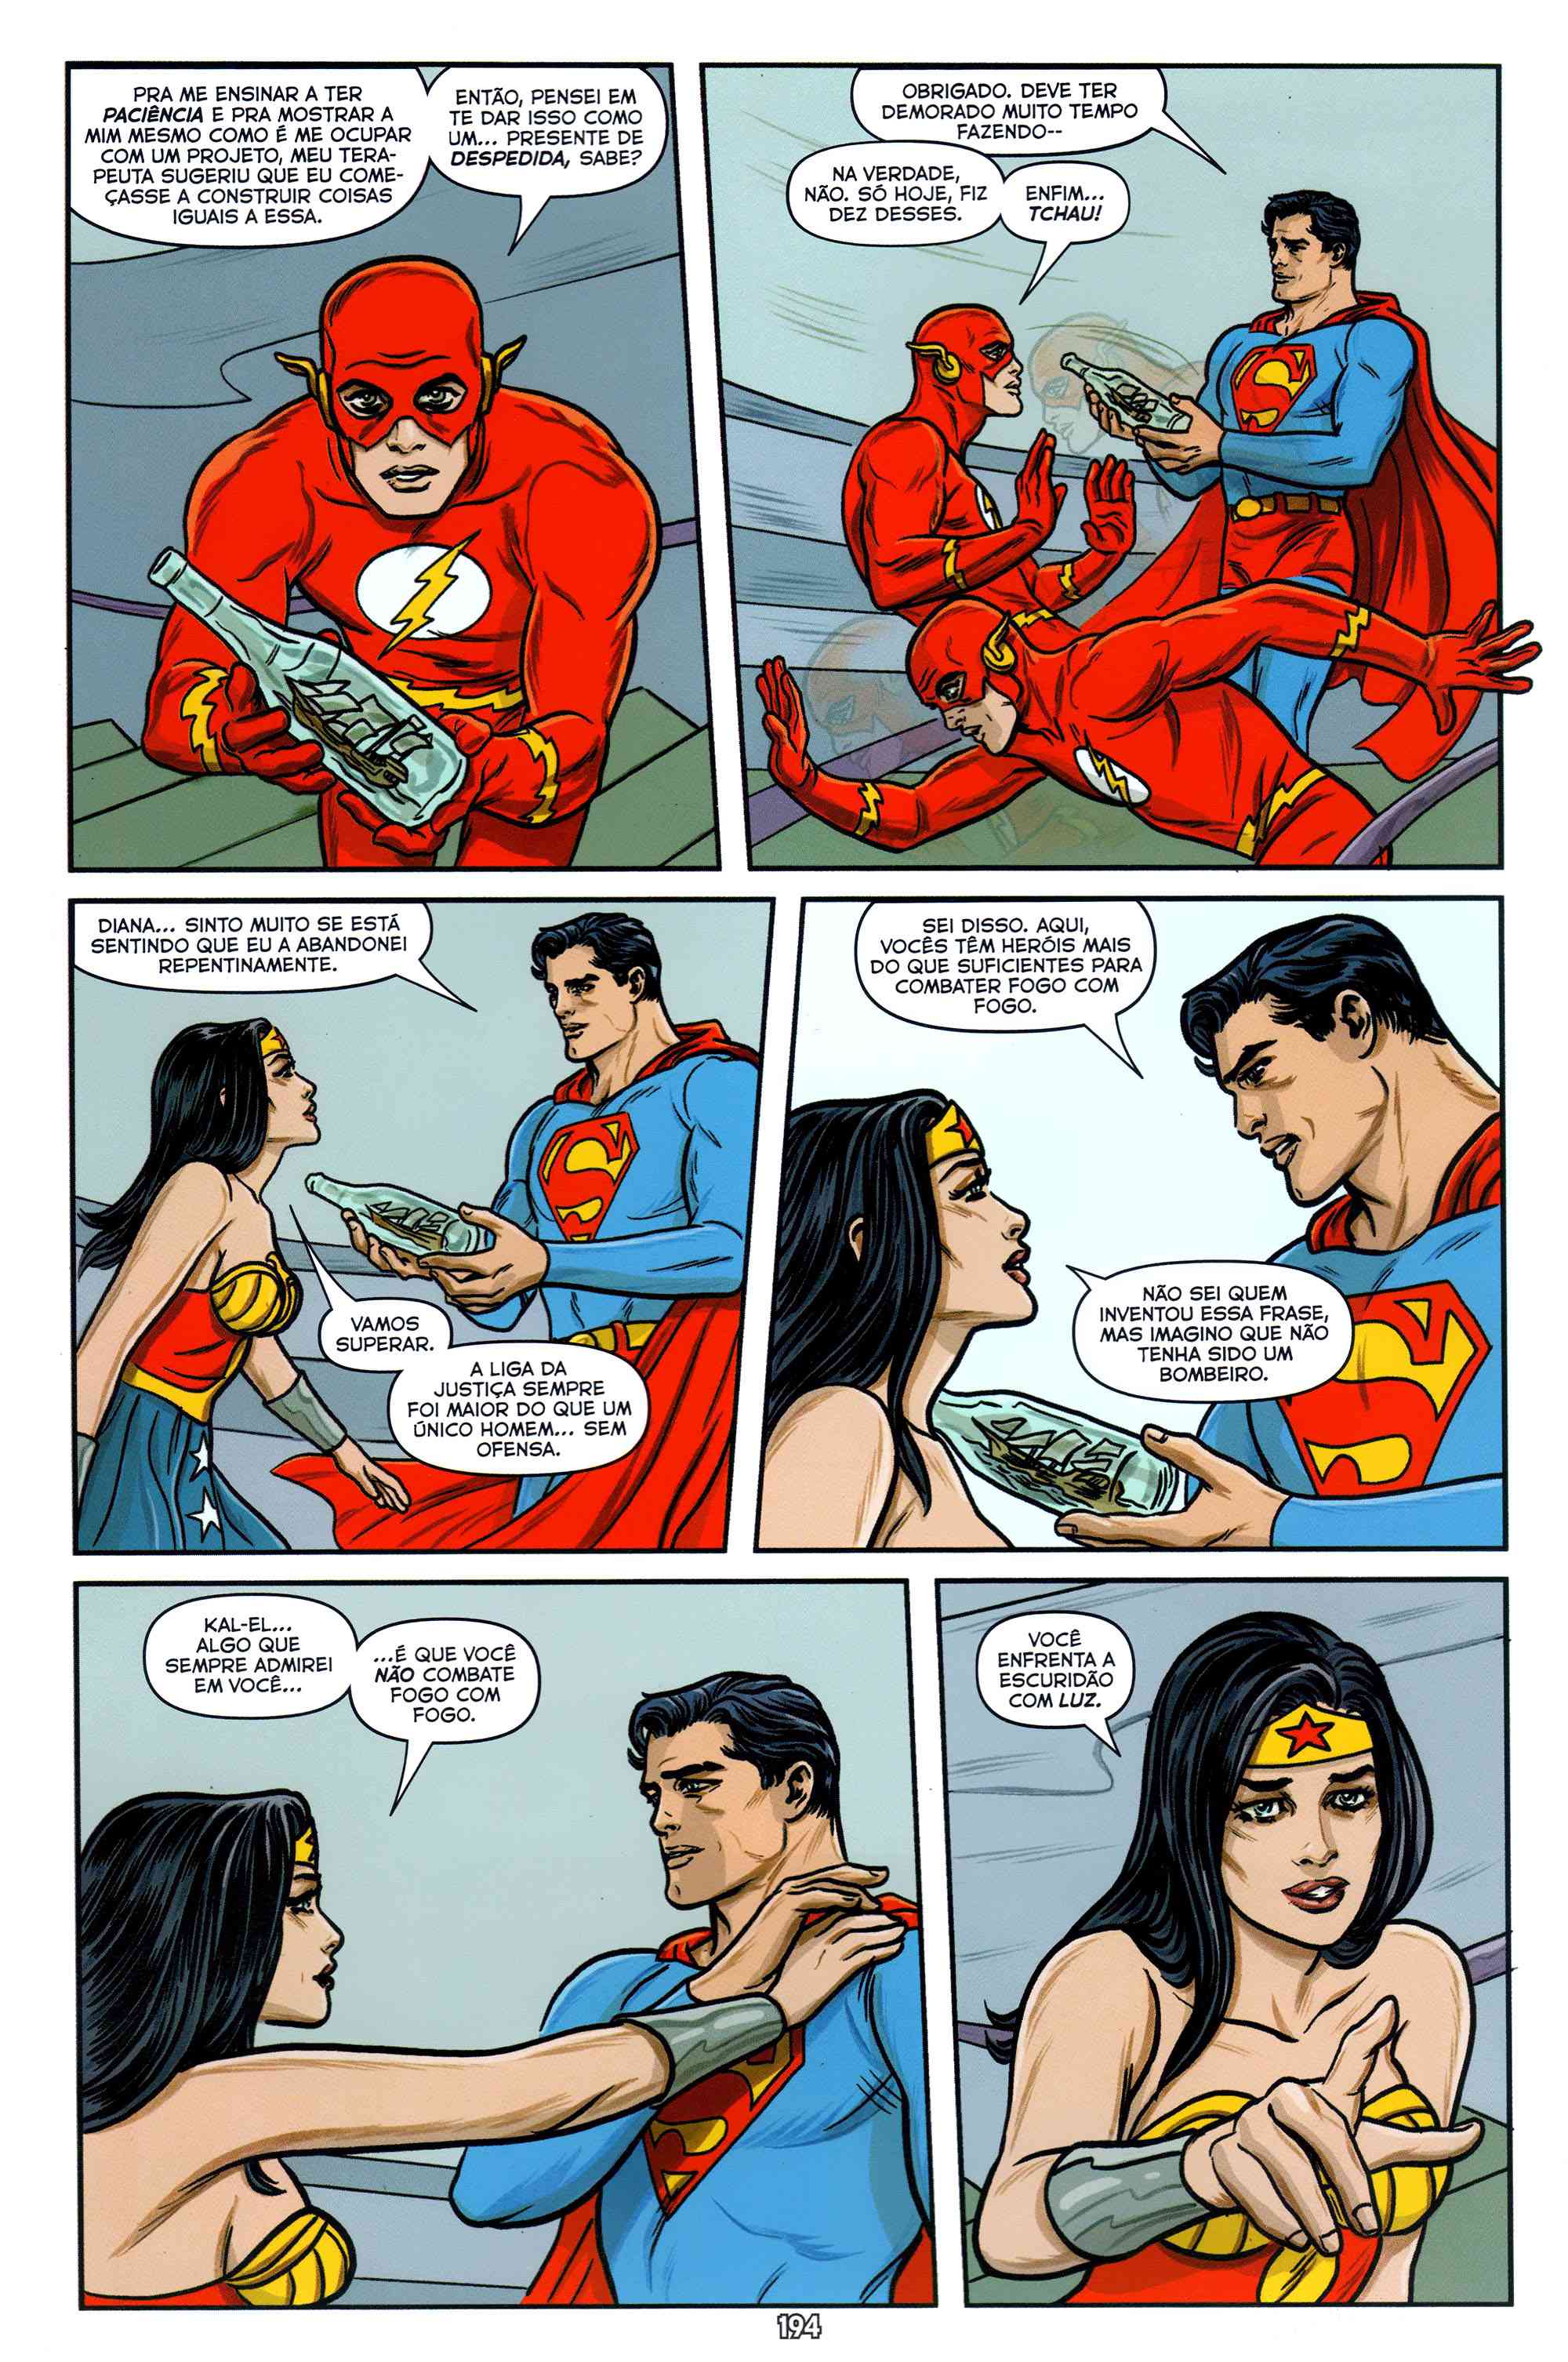 PRA ME ENSINAR A TER
PACIÊNCIA E PRA MOSTRAR A
MIM MESMO COMO É ME OCUPAR
COM UM PROJETO, MEU TERA-
PEUTA SUGERIU QUE EU COME-
ÇASSE A CONSTRUIR COISAS
IGUAIS A ESSA.
ENTÃO, PENSEI EM
TE DAR ISSO COMO
UM... PRESENTE DE
DESPEDIDA, SABE?
OBRIGADO. DEVE TER
DEMORADO MUITO TEMPO
FAZENDO--
NA VERDADE,
NÃO. SÓ HOJE, FIZ
DEZ DESSES.
ENFIM...
TCHAU!
DIANA... SINTO MUITO SE ESTÁ
SENTINDO QUE EU A ABANDONEI
REPENTINAMENTE.
VAMOS
SUPERAR.
A LIGA DA
JUSTIÇA SEMPRE
FOI MAIOR DO QUE UM
ÚNICO HOMEM... SEM
OFENSA.
SEI DISSO. AQUI,
VOCÊS TÊM HERÓIS MAIS
DO QUE SUFICIENTES PARA
COMBATER FOGO COM
FOGO.
NÃO SEI QUEM
INVENTOU ESSA FRASE,
MAS IMAGINO QUE NÃO
TENHA SIDO UM
BOMBEIRO.
KAL-EL...
ALGO QUE
SEMPRE ADMIREI
EM VOCÊ...
...É QUE VOCÊ
NÃO COMBATE
FOGO COM
FOGO.
VOCÊ
ENFRENTA A
ESCURIDÃO
COM LUZ.
194